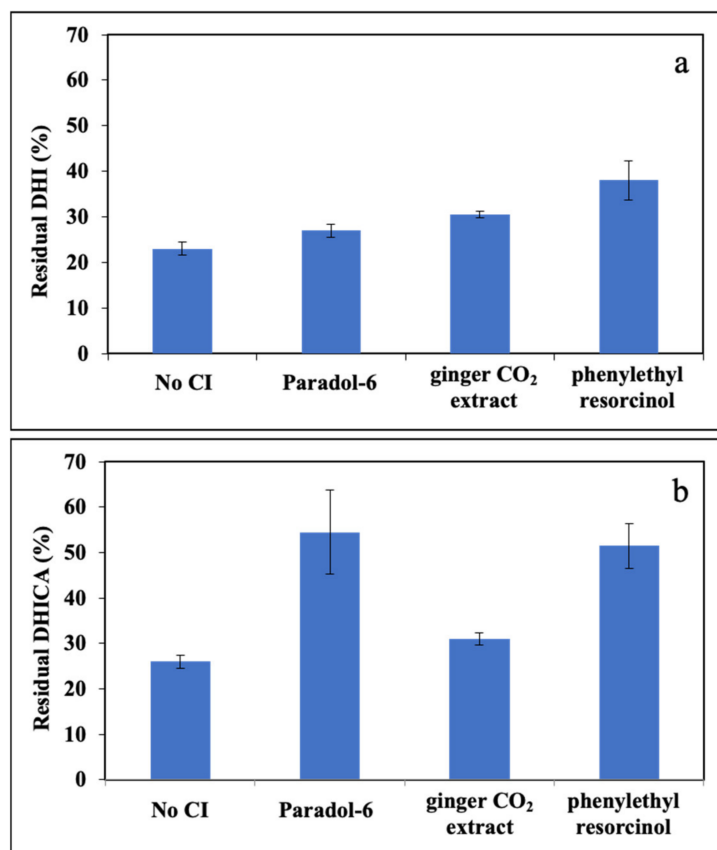 a
Residual DHI (%)
70
60
50
40
30
20
10
0
No CI
Paradol-6
ginger CO₂
extract
phenylethyl
resorcinol
b
Residual DHICA (%)
70
60
50
40
30
20
10
0
No CI
Paradol-6
ginger CO₂
extract
phenylethyl
resorcinol